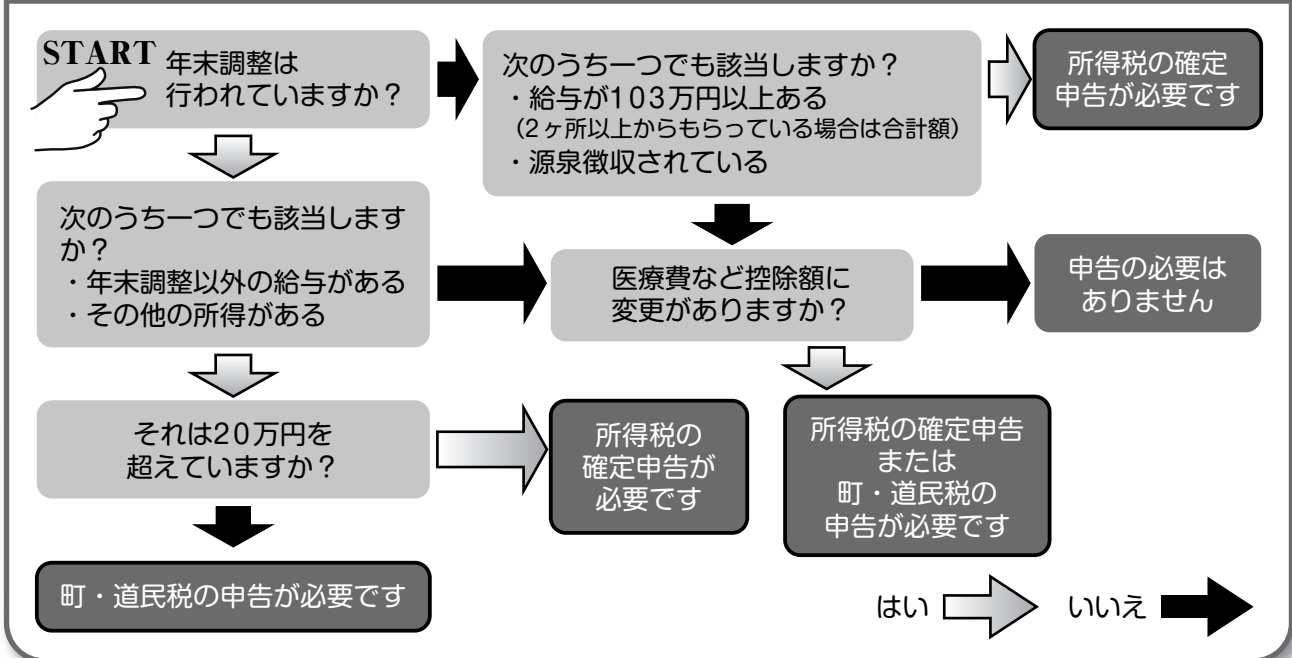 START 年末調整は
行われていますか？
次のうち一つでも該当しますか？
・給与が103万円以上ある
（2ヶ所以上からもらっている場合は合計額）
・源泉徴収されている
所得税の確定
申告が必要です
次のうち一つでも該当します
か？
・年末調整以外の給与がある
・その他の所得がある
医療費など控除額に
変更がありますか？
申告の必要は
ありません
それは20万円を
超えていますか？
所得税の
確定申告が
必要です
所得税の確定申告
または
町・道民税の
申告が必要です
町・道民税の申告が必要です
はい
いいえ